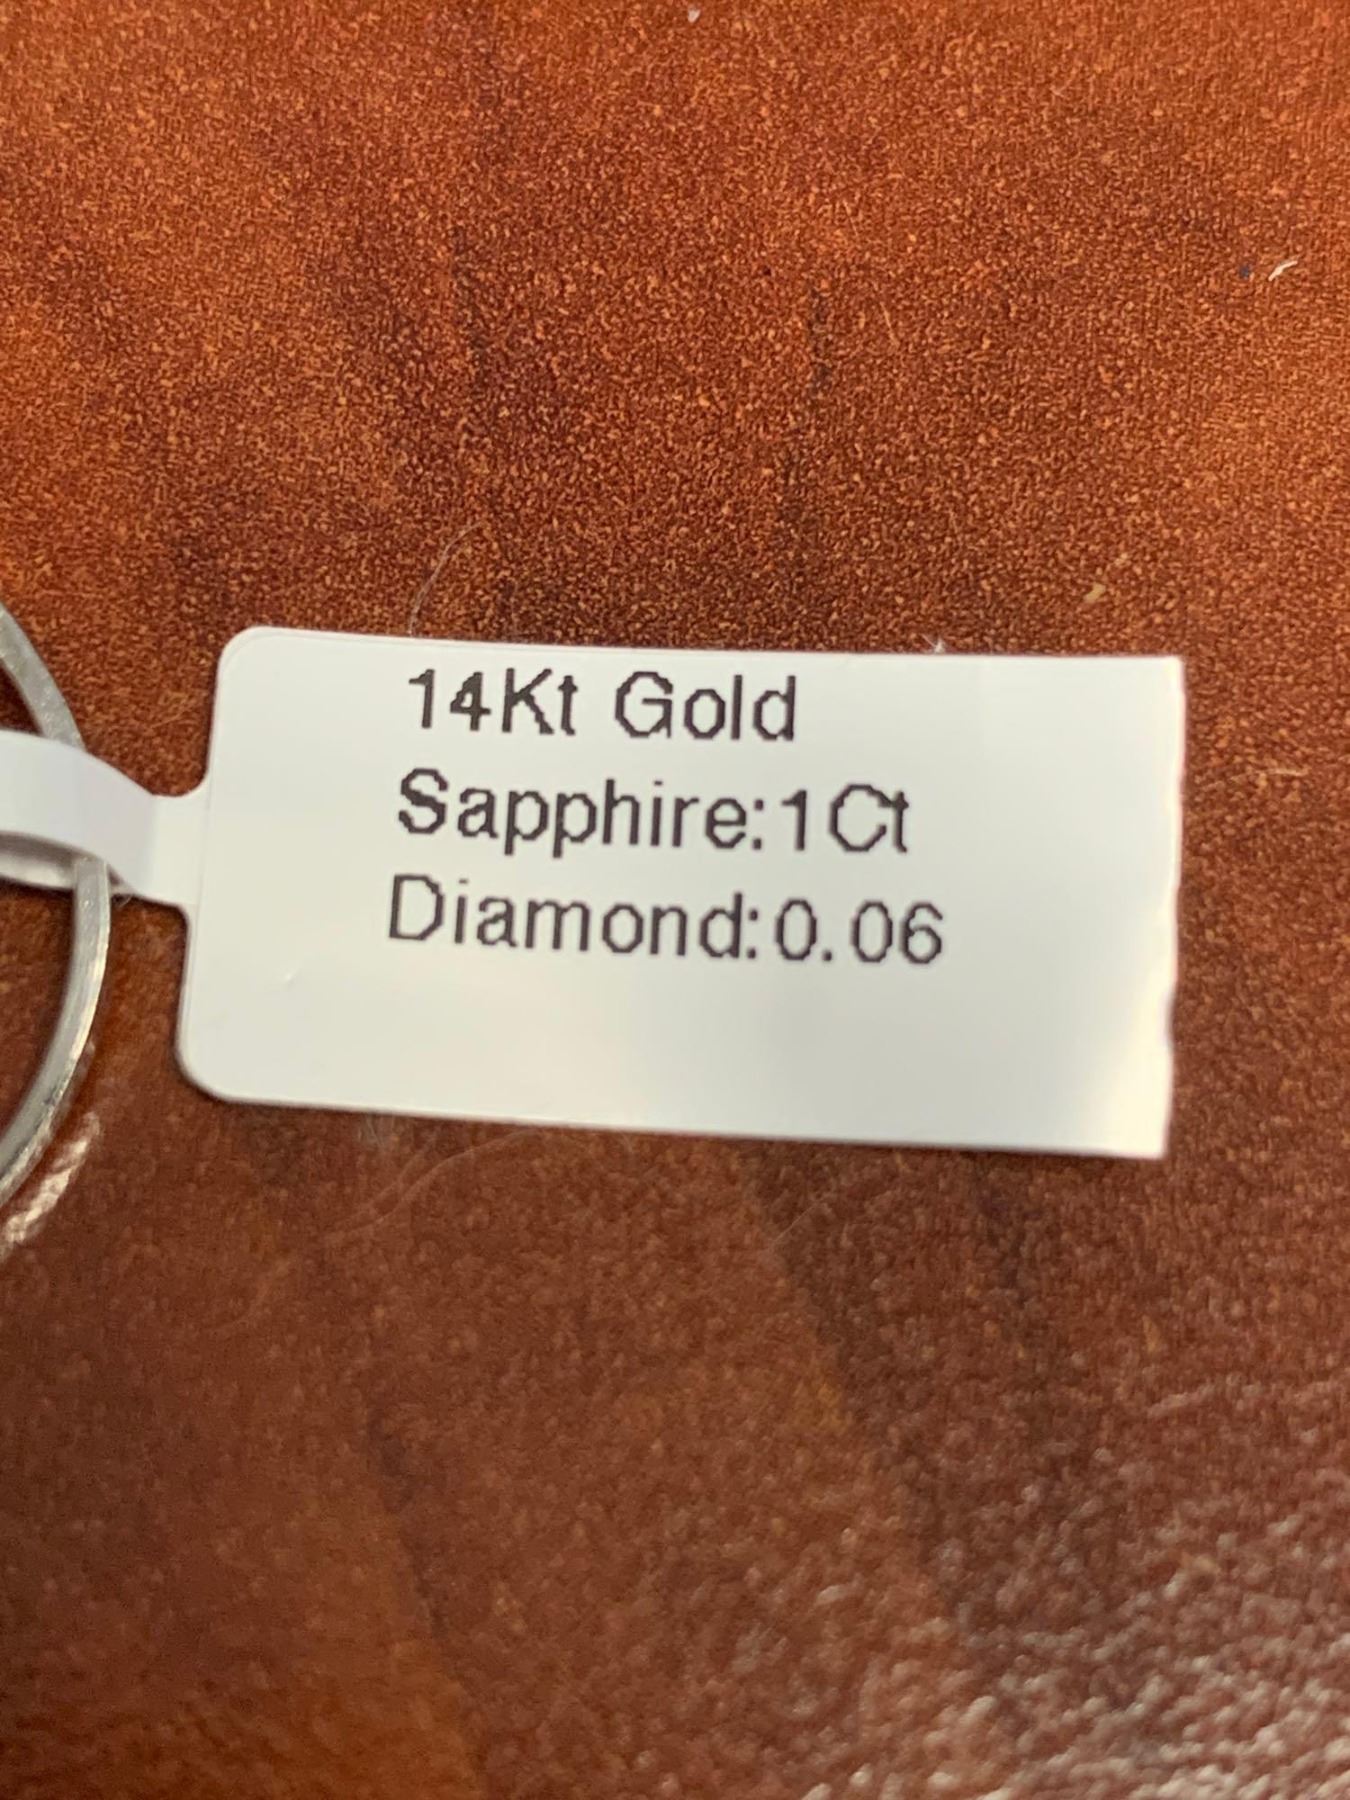 14Kt Gold
Sapphire:1Ct
Diamond:0.06